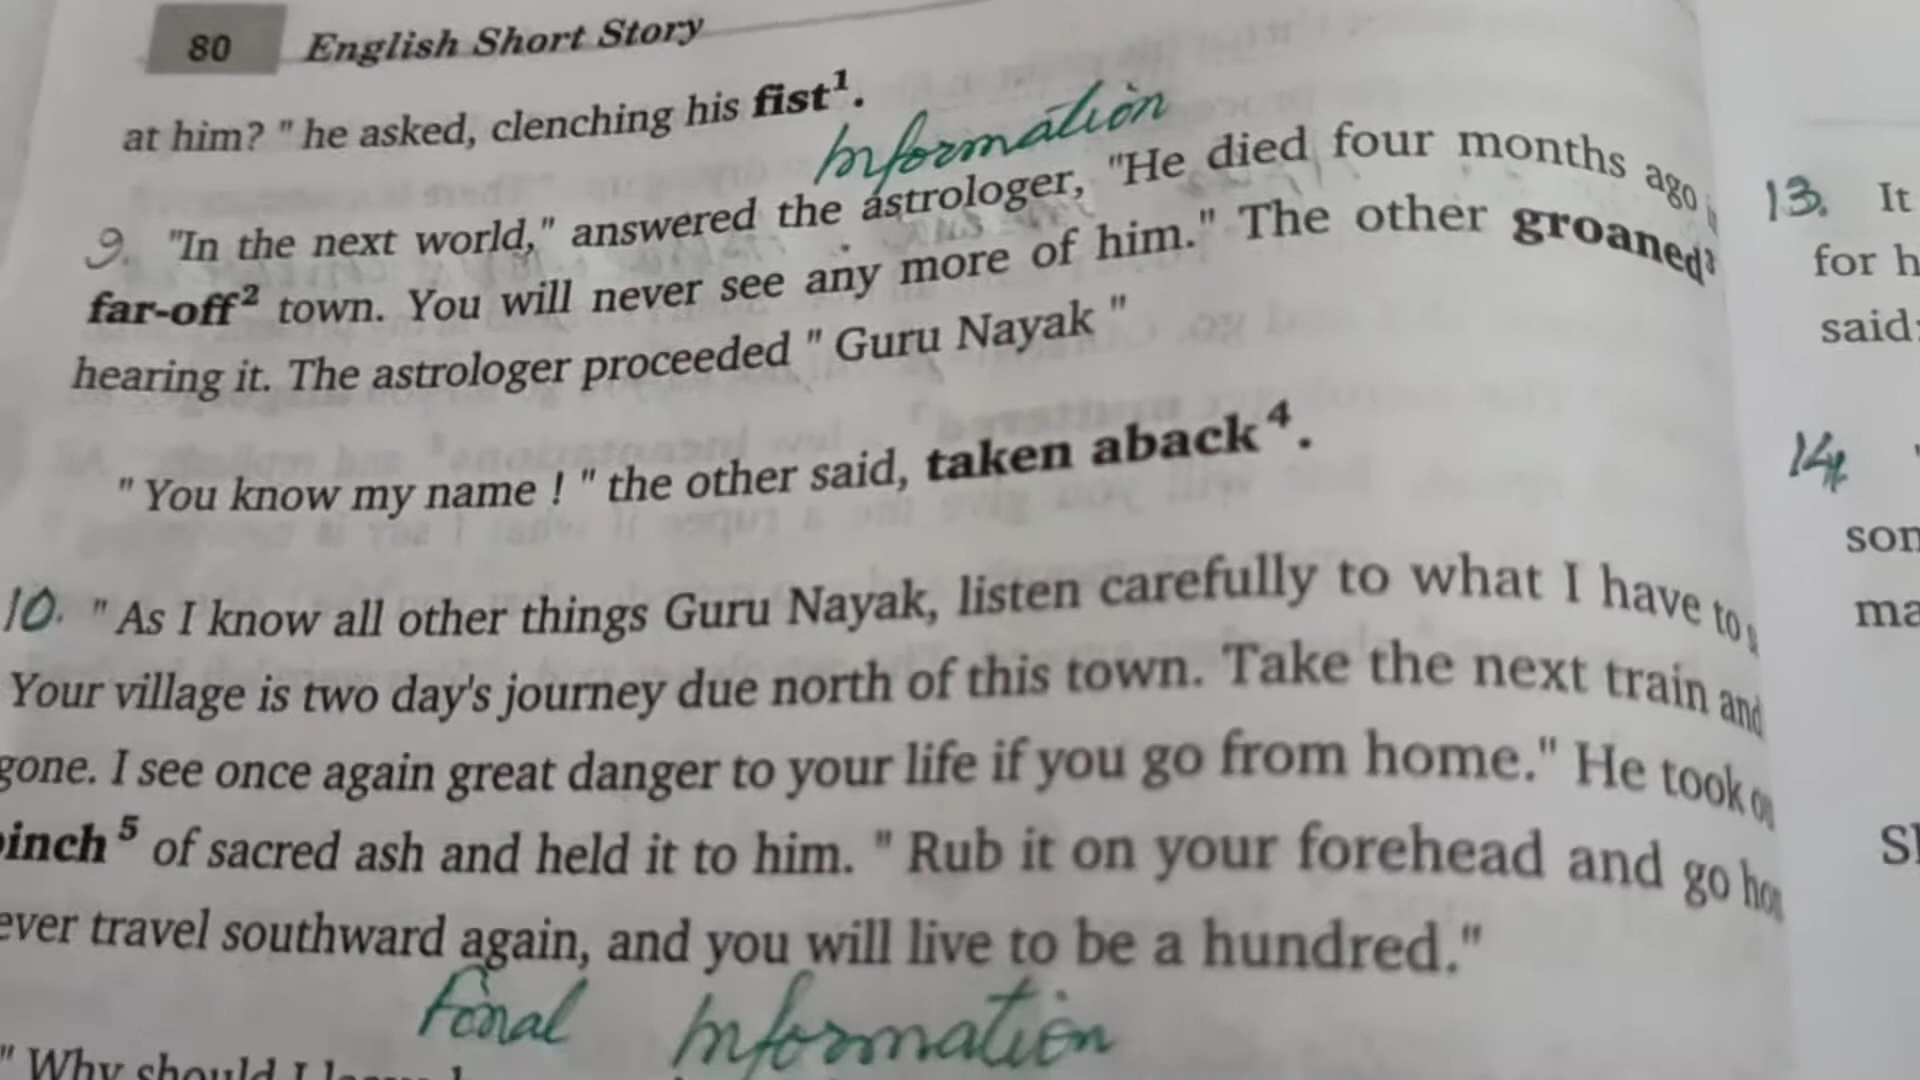 80 English Short Story
at him? " he asked, clenching his fist¹.
Information
9. "In the next world," answered the astrologer, "He died four months ago
far-off² town. You will never see any more of him." The other groaned³
hearing it. The astrologer proceeded " Guru Nayak "
" You know my name ! " the other said, taken aback⁴.
10. " As I know all other things Guru Nayak, listen carefully to what I have to
Your village is two day's journey due north of this town. Take the next train and
gone. I see once again great danger to your life if you go from home." He took
inch⁵ of sacred ash and held it to him. " Rub it on your forehead and go
ever travel southward again, and you will live to be a hundred."
Final Information
" Why should I
13. It
for h
said:
14.
son
ma